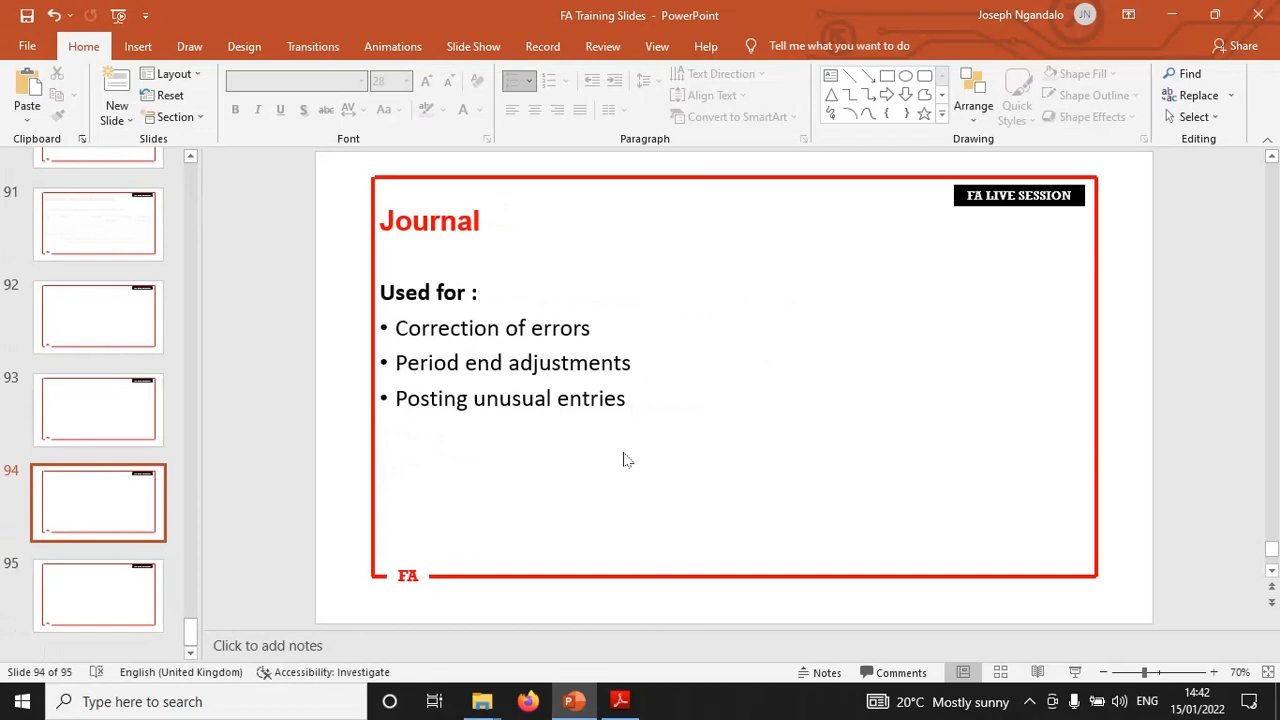 FA Training Slides - PowerPoint
Joseph Ngandalo
JN
File
Home
Insert
Draw
Design
Transitions
Animations
Slide Show
Record
Review
View
Help
Tell me what you want to do
Share
Paste
Clipboard
New
Slide
Layout
Reset
Section
Slides
28
B I U S abc AV Aa A
Font
Text Direction
Align Text
Convert to SmartArt
Paragraph
Arrange
Quick
Styles
Shape Fill
Shape Outline
Shape Effects
Drawing
Find
Replace
Select
Editing
91
92
93
94
95
FA LIVE SESSION
Journal
Used for :
• Correction of errors
• Period end adjustments
• Posting unusual entries
FA
Click to add notes
Slide 94 of 95
English (United Kingdom)
Accessibility: Investigate
Notes
Comments
70%
Type here to search
20°C Mostly sunny
ENG
14:42
15/01/2022